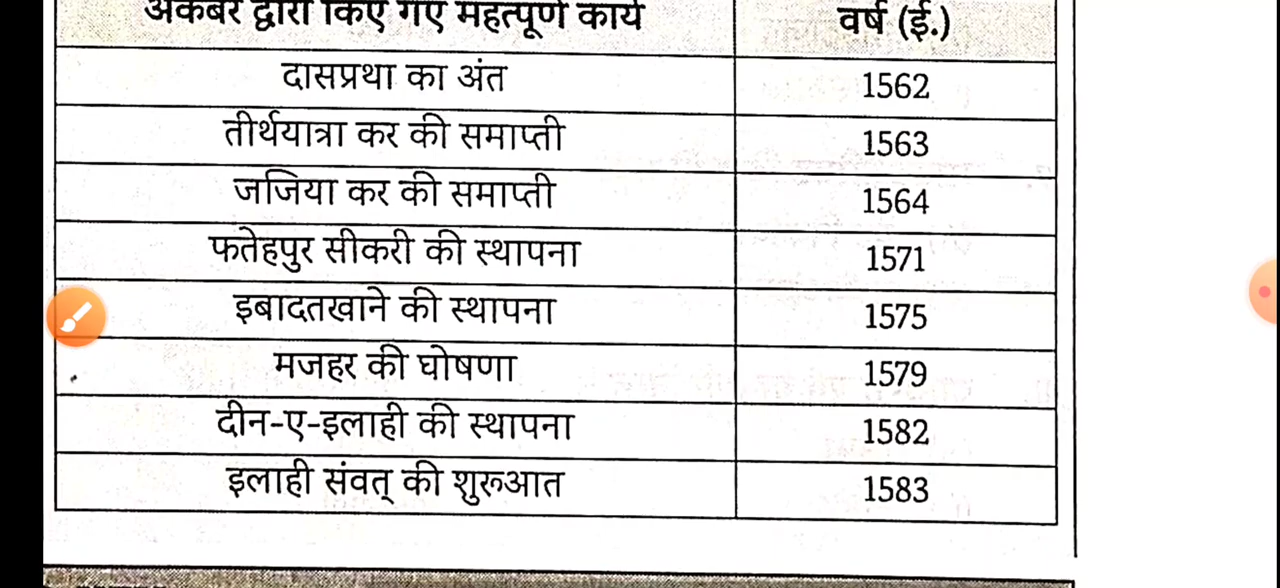 अकबर द्वारा किए गए महत्पूर्ण कार्य वर्ष (ई.)
दासप्रथा का अंत 1562
तीर्थयात्रा कर की समाप्ती 1563
जजिया कर की समाप्ती 1564
फतेहपुर सीकरी की स्थापना 1571
इबादतखाने की स्थापना 1575
मजहर की घोषणा 1579
दीन-ए-इलाही की स्थापना 1582
इलाही संवत् की शुरूआत 1583